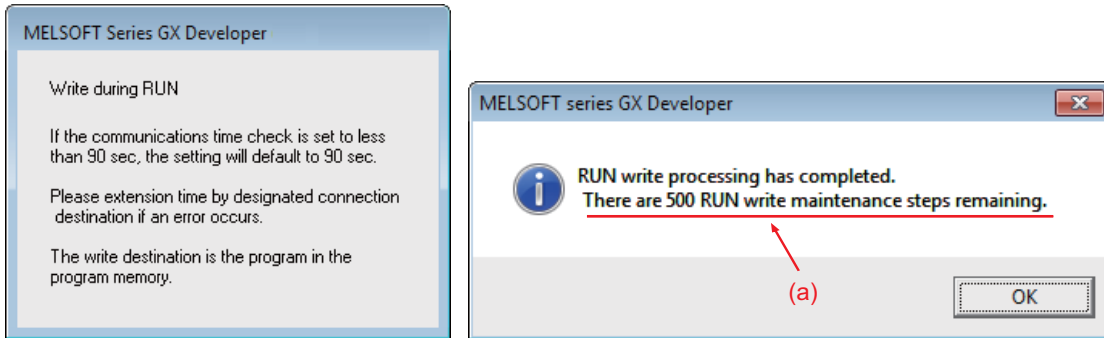 MELSOFT Series GX Developer
Write during RUN
If the communications time check is set to less
than 90 sec, the setting will default to 90 sec.
Please extension time by designated connection
destination if an error occurs.
The write destination is the program in the
program memory.
MELSOFT series GX Developer
RUN write processing has completed.
There are 500 RUN write maintenance steps remaining.
(a)
OK